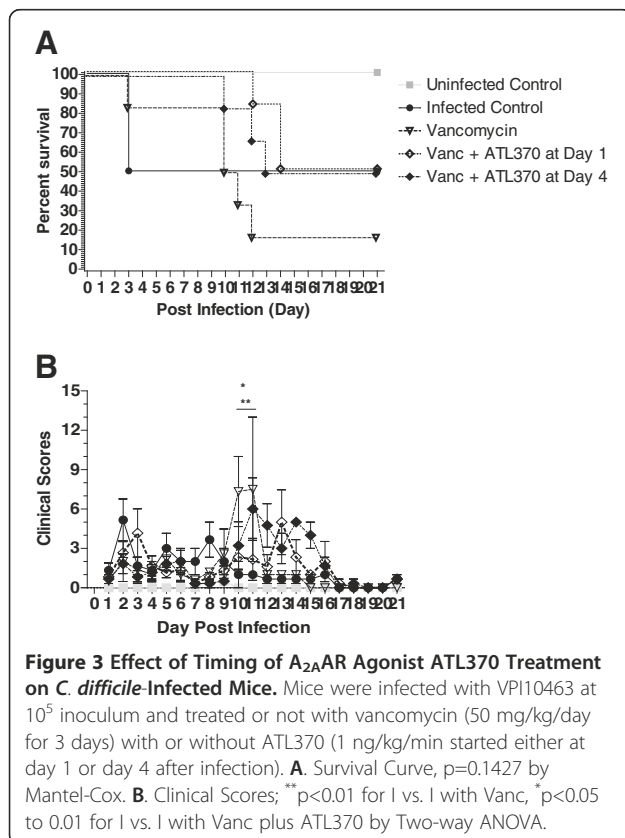 A
100
90
80
70
60
50
40
30
20
10
0
Percent survival
0 1 2 3 4 5 6 7 8 9 10 11 12 13 14 15 16 17 18 19 20 21
Post Infection (Day)
Uninfected Control
Infected Control
Vancomycin
Vanc + ATL370 at Day 1
Vanc + ATL370 at Day 4
B
15
12
9
6
3
0
Clinical Scores
*
**
0 1 2 3 4 5 6 7 8 9 10 11 12 13 14 15 16 17 18 19 20 21
Day Post Infection
Figure 3 Effect of Timing of A2AAR Agonist ATL370 Treatment
on C. difficile-Infected Mice. Mice were infected with VPI10463 at
10⁵ inoculum and treated or not with vancomycin (50 mg/kg/day
for 3 days) with or without ATL370 (1 ng/kg/min started either at
day 1 or day 4 after infection). A. Survival Curve, p=0.1427 by
Mantel-Cox. B. Clinical Scores; **p<0.01 for I vs. I with Vanc, *p<0.05
to 0.01 for I vs. I with Vanc plus ATL370 by Two-way ANOVA.